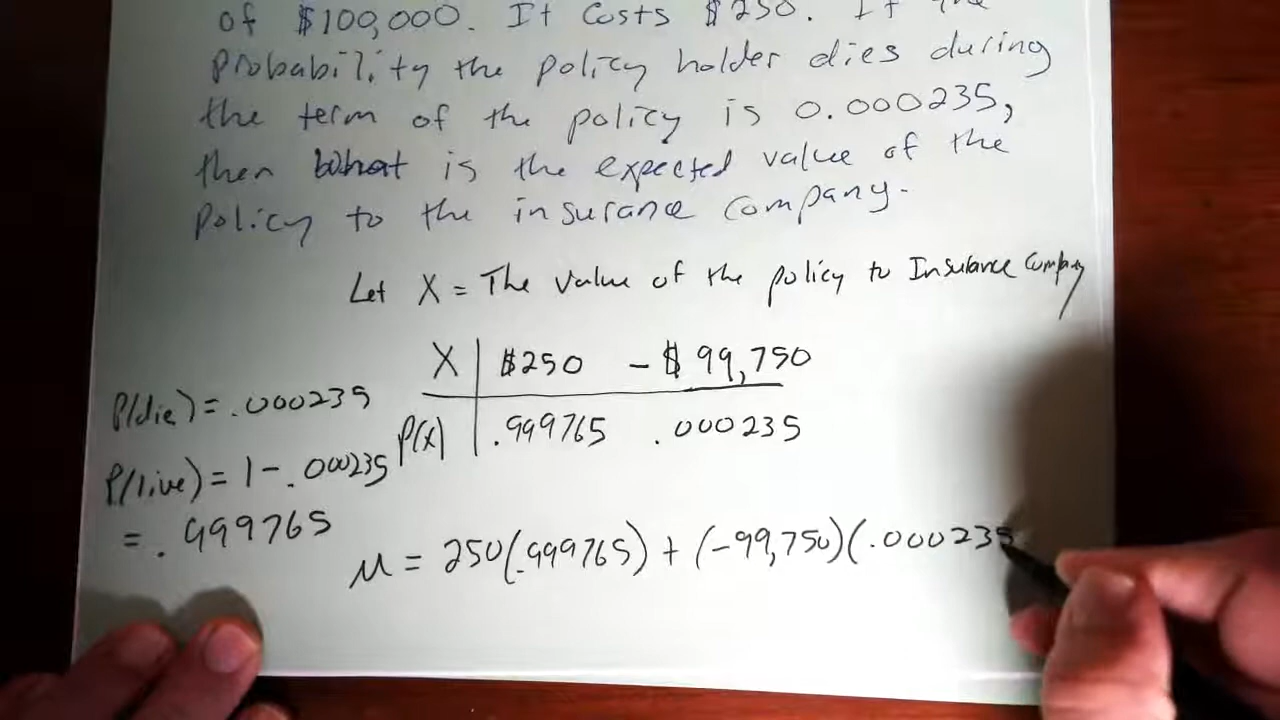 of $100,000. It Costs $250. If the
Probability the policy holder dies during
the term of the policy is 0.000235,
then What is the expected value of the
Policy to the insurance Company.
Let X = The Value of the policy to Insurance Company
X $250 -$99,750
P(die) = .000235
P(x) .999765 .000235
P(live) = 1 - .000235
= .999765
μ = 250(.999765) + (-99,750)(.000235